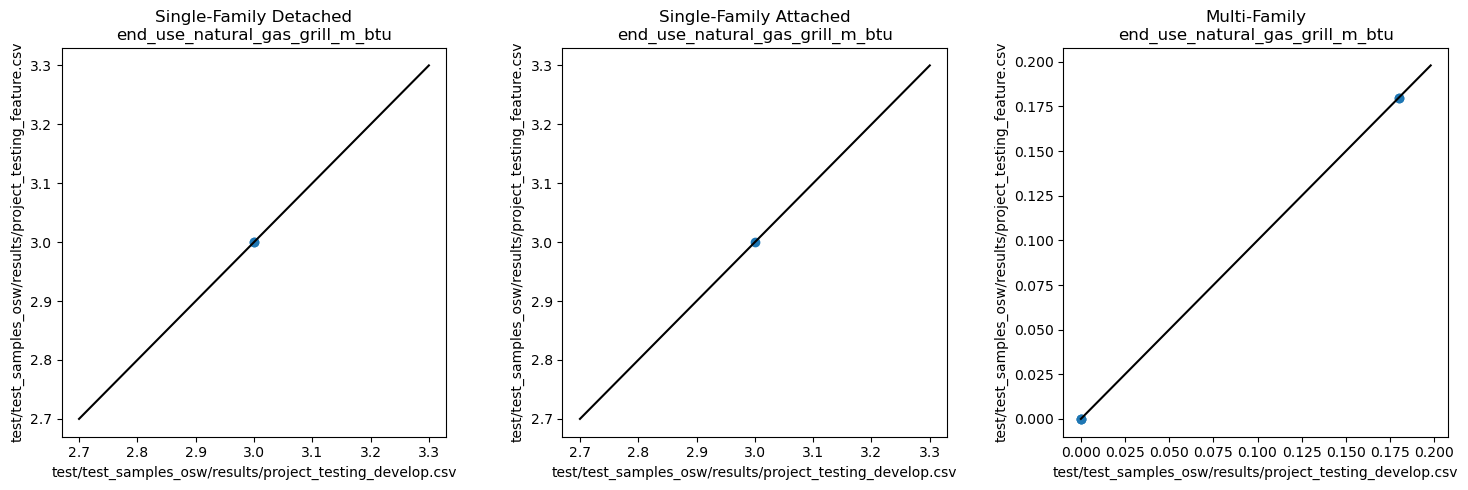 Single-Family Detached
end_use_natural_gas_grill_m_btu
test/test_samples_osw/results/project_testing_feature.csv
3.3
3.2
3.1
3.0
2.9
2.8
2.7
2.7 2.8 2.9 3.0 3.1 3.2 3.3
test/test_samples_osw/results/project_testing_develop.csv
Single-Family Attached
end_use_natural_gas_grill_m_btu
test/test_samples_osw/results/project_testing_feature.csv
3.3
3.2
3.1
3.0
2.9
2.8
2.7
2.7 2.8 2.9 3.0 3.1 3.2 3.3
test/test_samples_osw/results/project_testing_develop.csv
Multi-Family
end_use_natural_gas_grill_m_btu
test/test_samples_osw/results/project_testing_feature.csv
0.200
0.175
0.150
0.125
0.100
0.075
0.050
0.025
0.000
0.000 0.025 0.050 0.075 0.100 0.125 0.150 0.175 0.200
test/test_samples_osw/results/project_testing_develop.csv